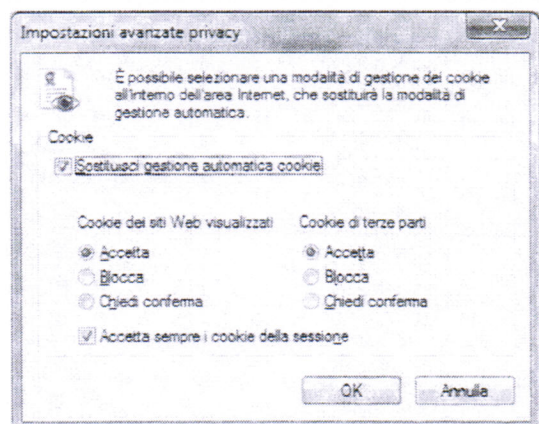 Impostazioni avanzate privacy
È possibile selezionare una modalità di gestione dei cookie
all'interno dell'area Internet, che sostituirà la modalità di
gestione automatica.
Cookie
Sostituisci gestione automatica cookie
Cookie dei siti Web visualizzati Cookie di terze parti
Accetta Accetta
Blocca Blocca
Chiedi conferma Chiedi conferma
Accetta sempre i cookie della sessione
OK Annulla